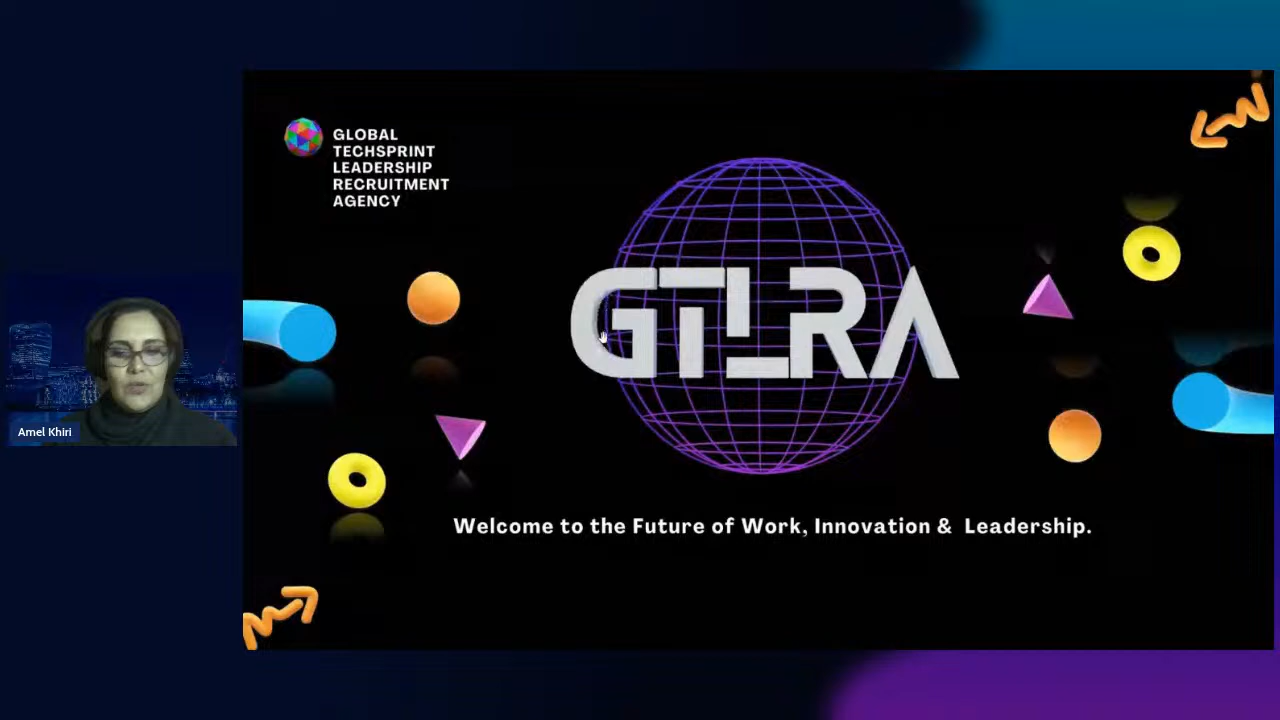 GLOBAL
TECHSPRINT
LEADERSHIP
RECRUITMENT
AGENCY
GTLRA
Amel Khiri
Welcome to the Future of Work, Innovation & Leadership.